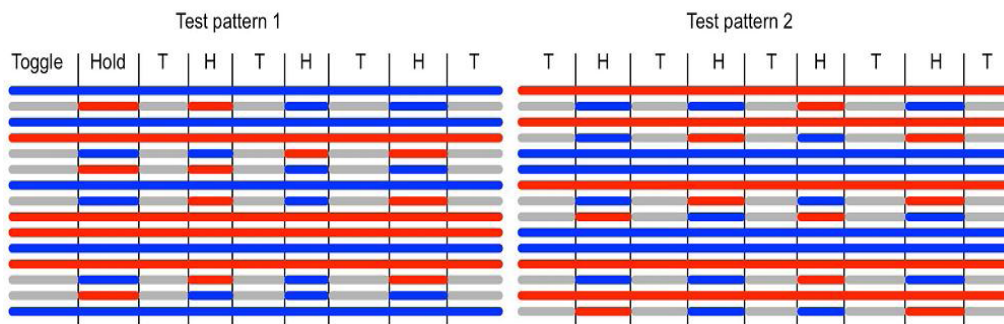 Test pattern 1
Test pattern 2
Toggle Hold T H T H T H T
T H T H T H T H T